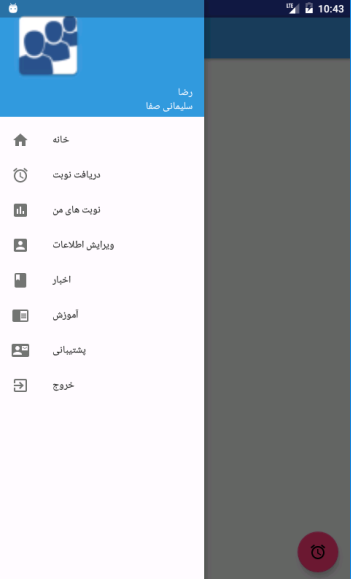 LTE 10:43
رضا
سلیمانی صفا
خانه
دریافت نوبت
نوبت های من
ویرایش اطلاعات
اخبار
آموزش
پشتیبانی
خروج